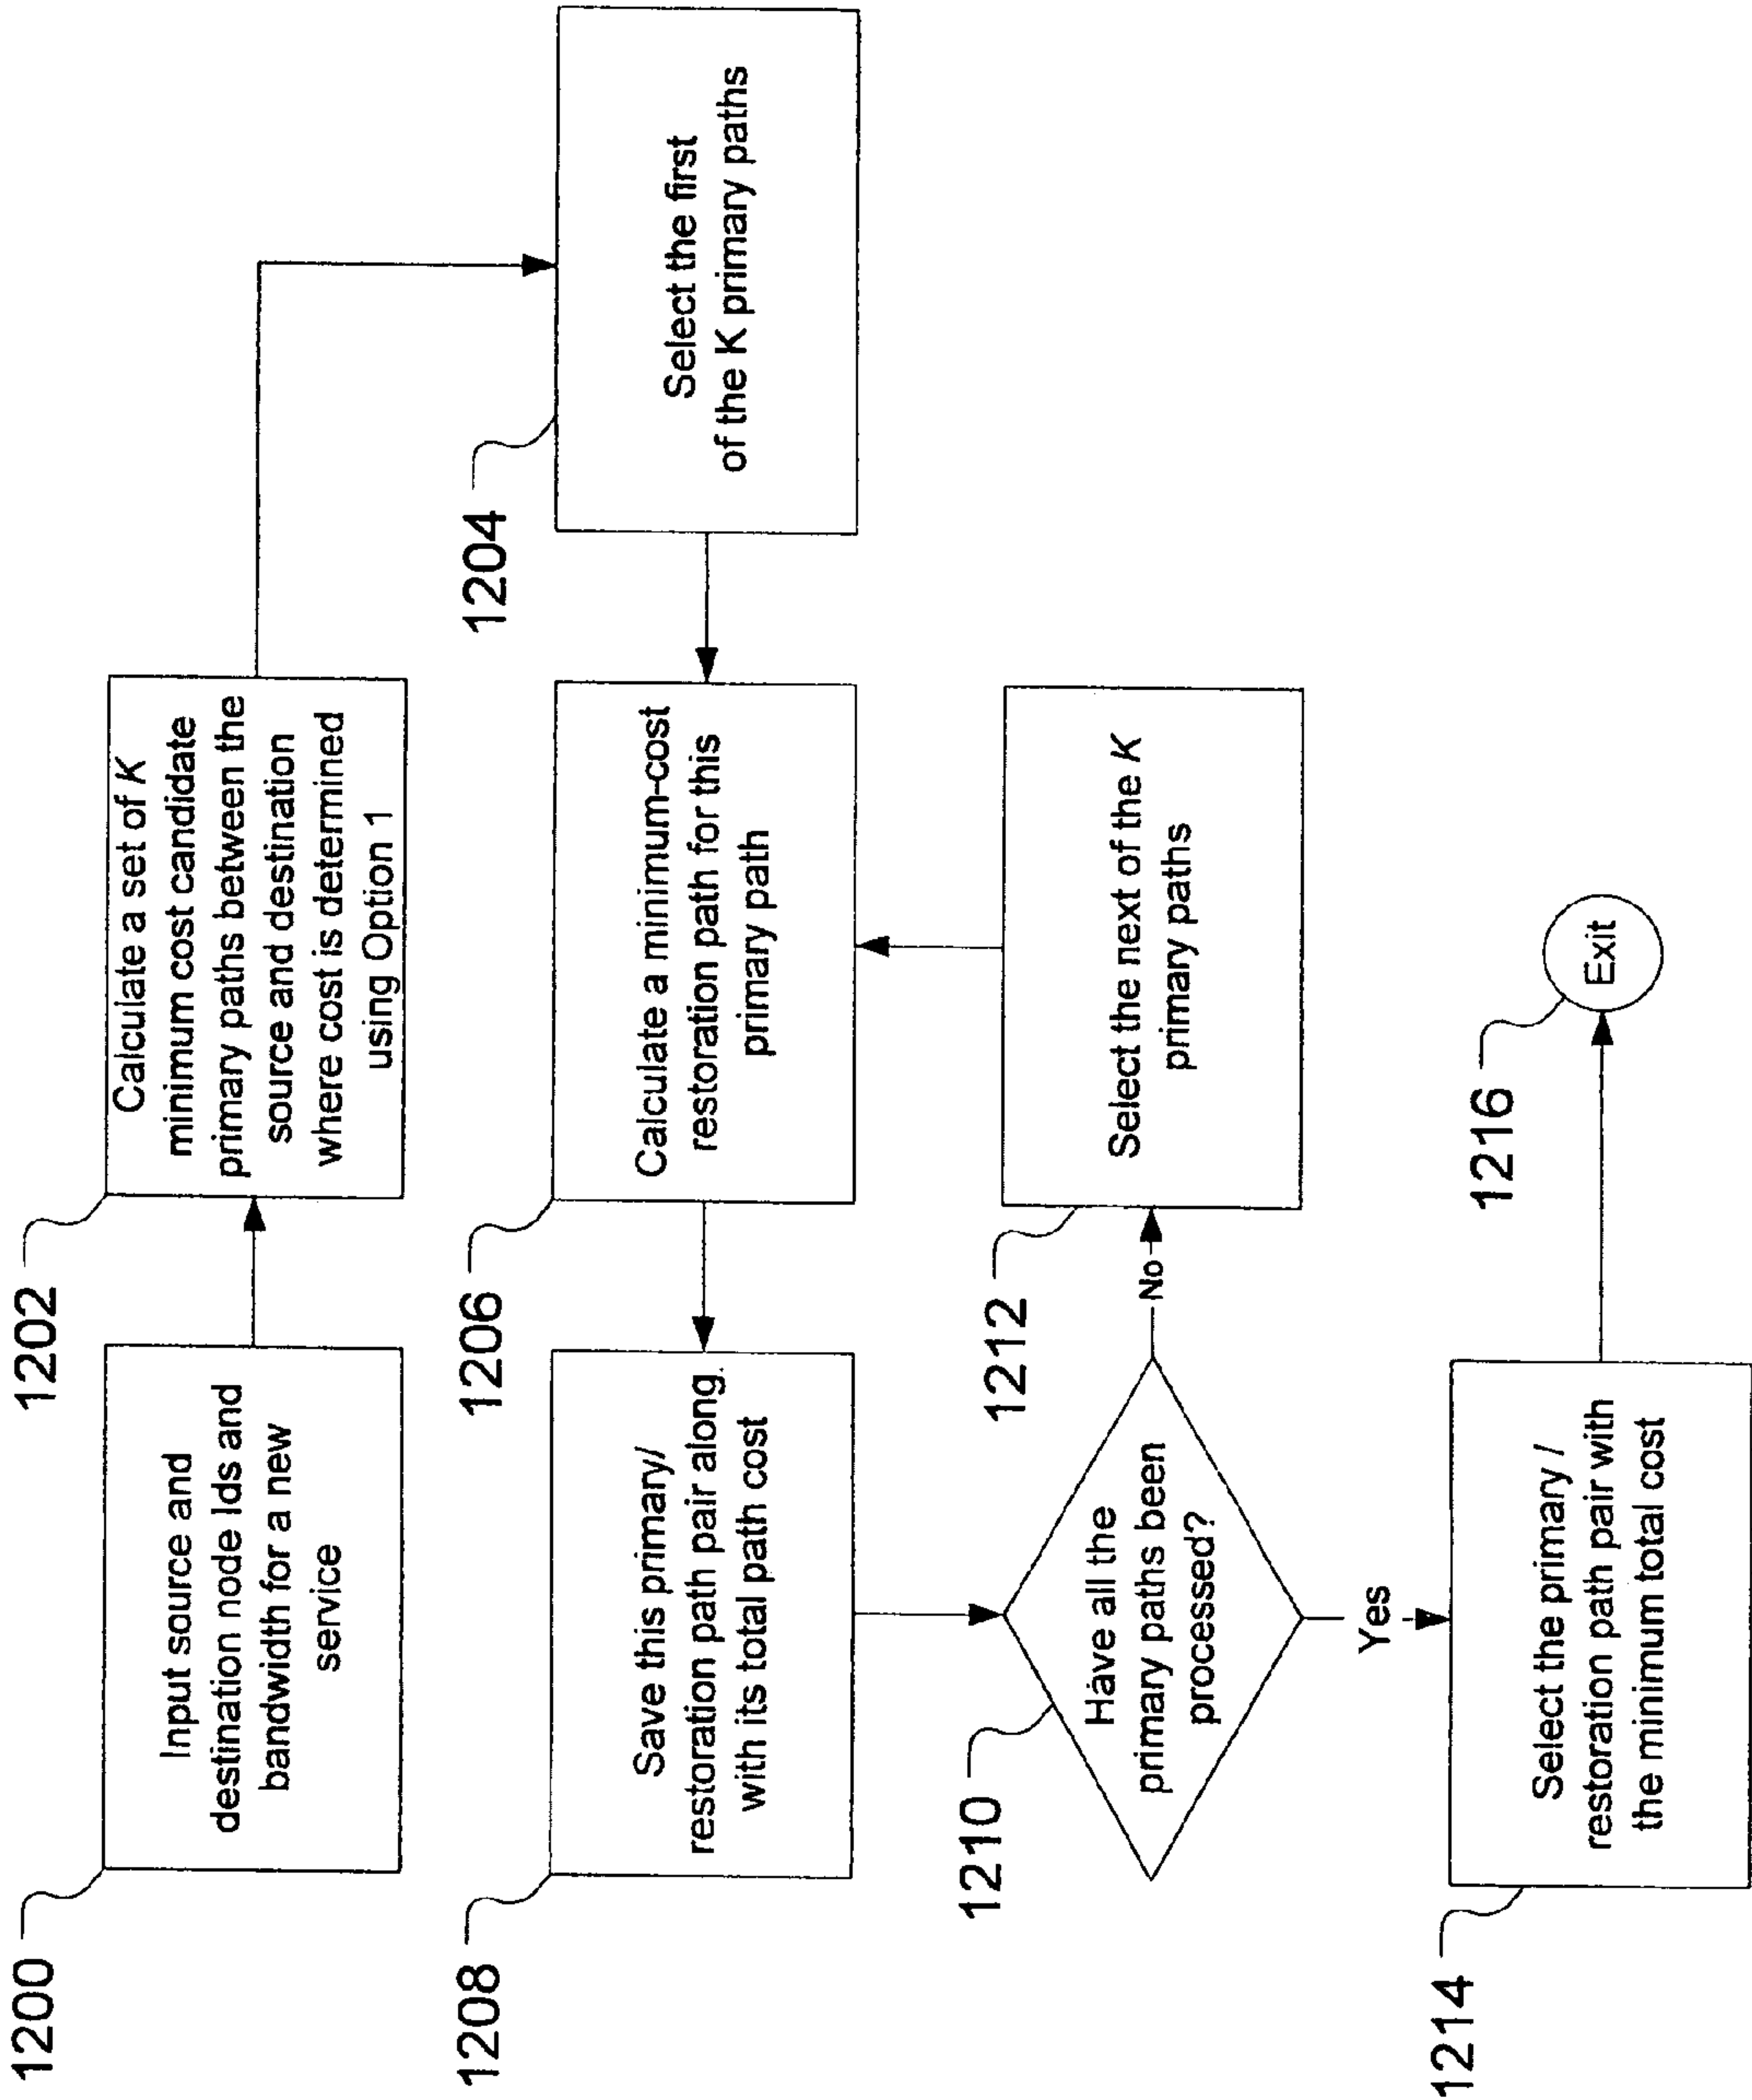 1200
Input source and
destination node Ids and
bandwidth for a new
service
1202
Calculate a set of K
minimum cost candidate
primary paths between the
source and destination
where cost is determined
using Option 1
1204
Select the first
of the K primary paths
1206
Calculate a minimum-cost
restoration path for this
primary path
1208
Save this primary/
restoration path pair along
with its total path cost
1210
Have all the
primary paths been
processed?
No
1212
Select the next of the K
primary paths
Yes
1214
Select the primary /
restoration path pair with
the minimum total cost
1216
Exit